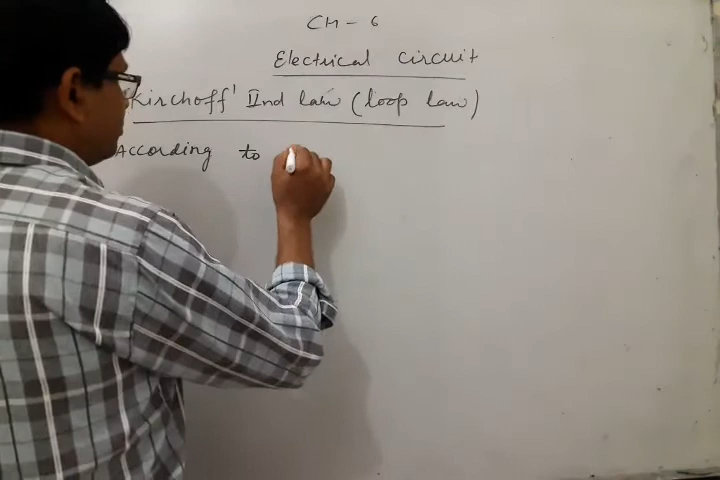 CH - 6
Electrical circuit
Kirchoff' IInd law (loop law)
According to